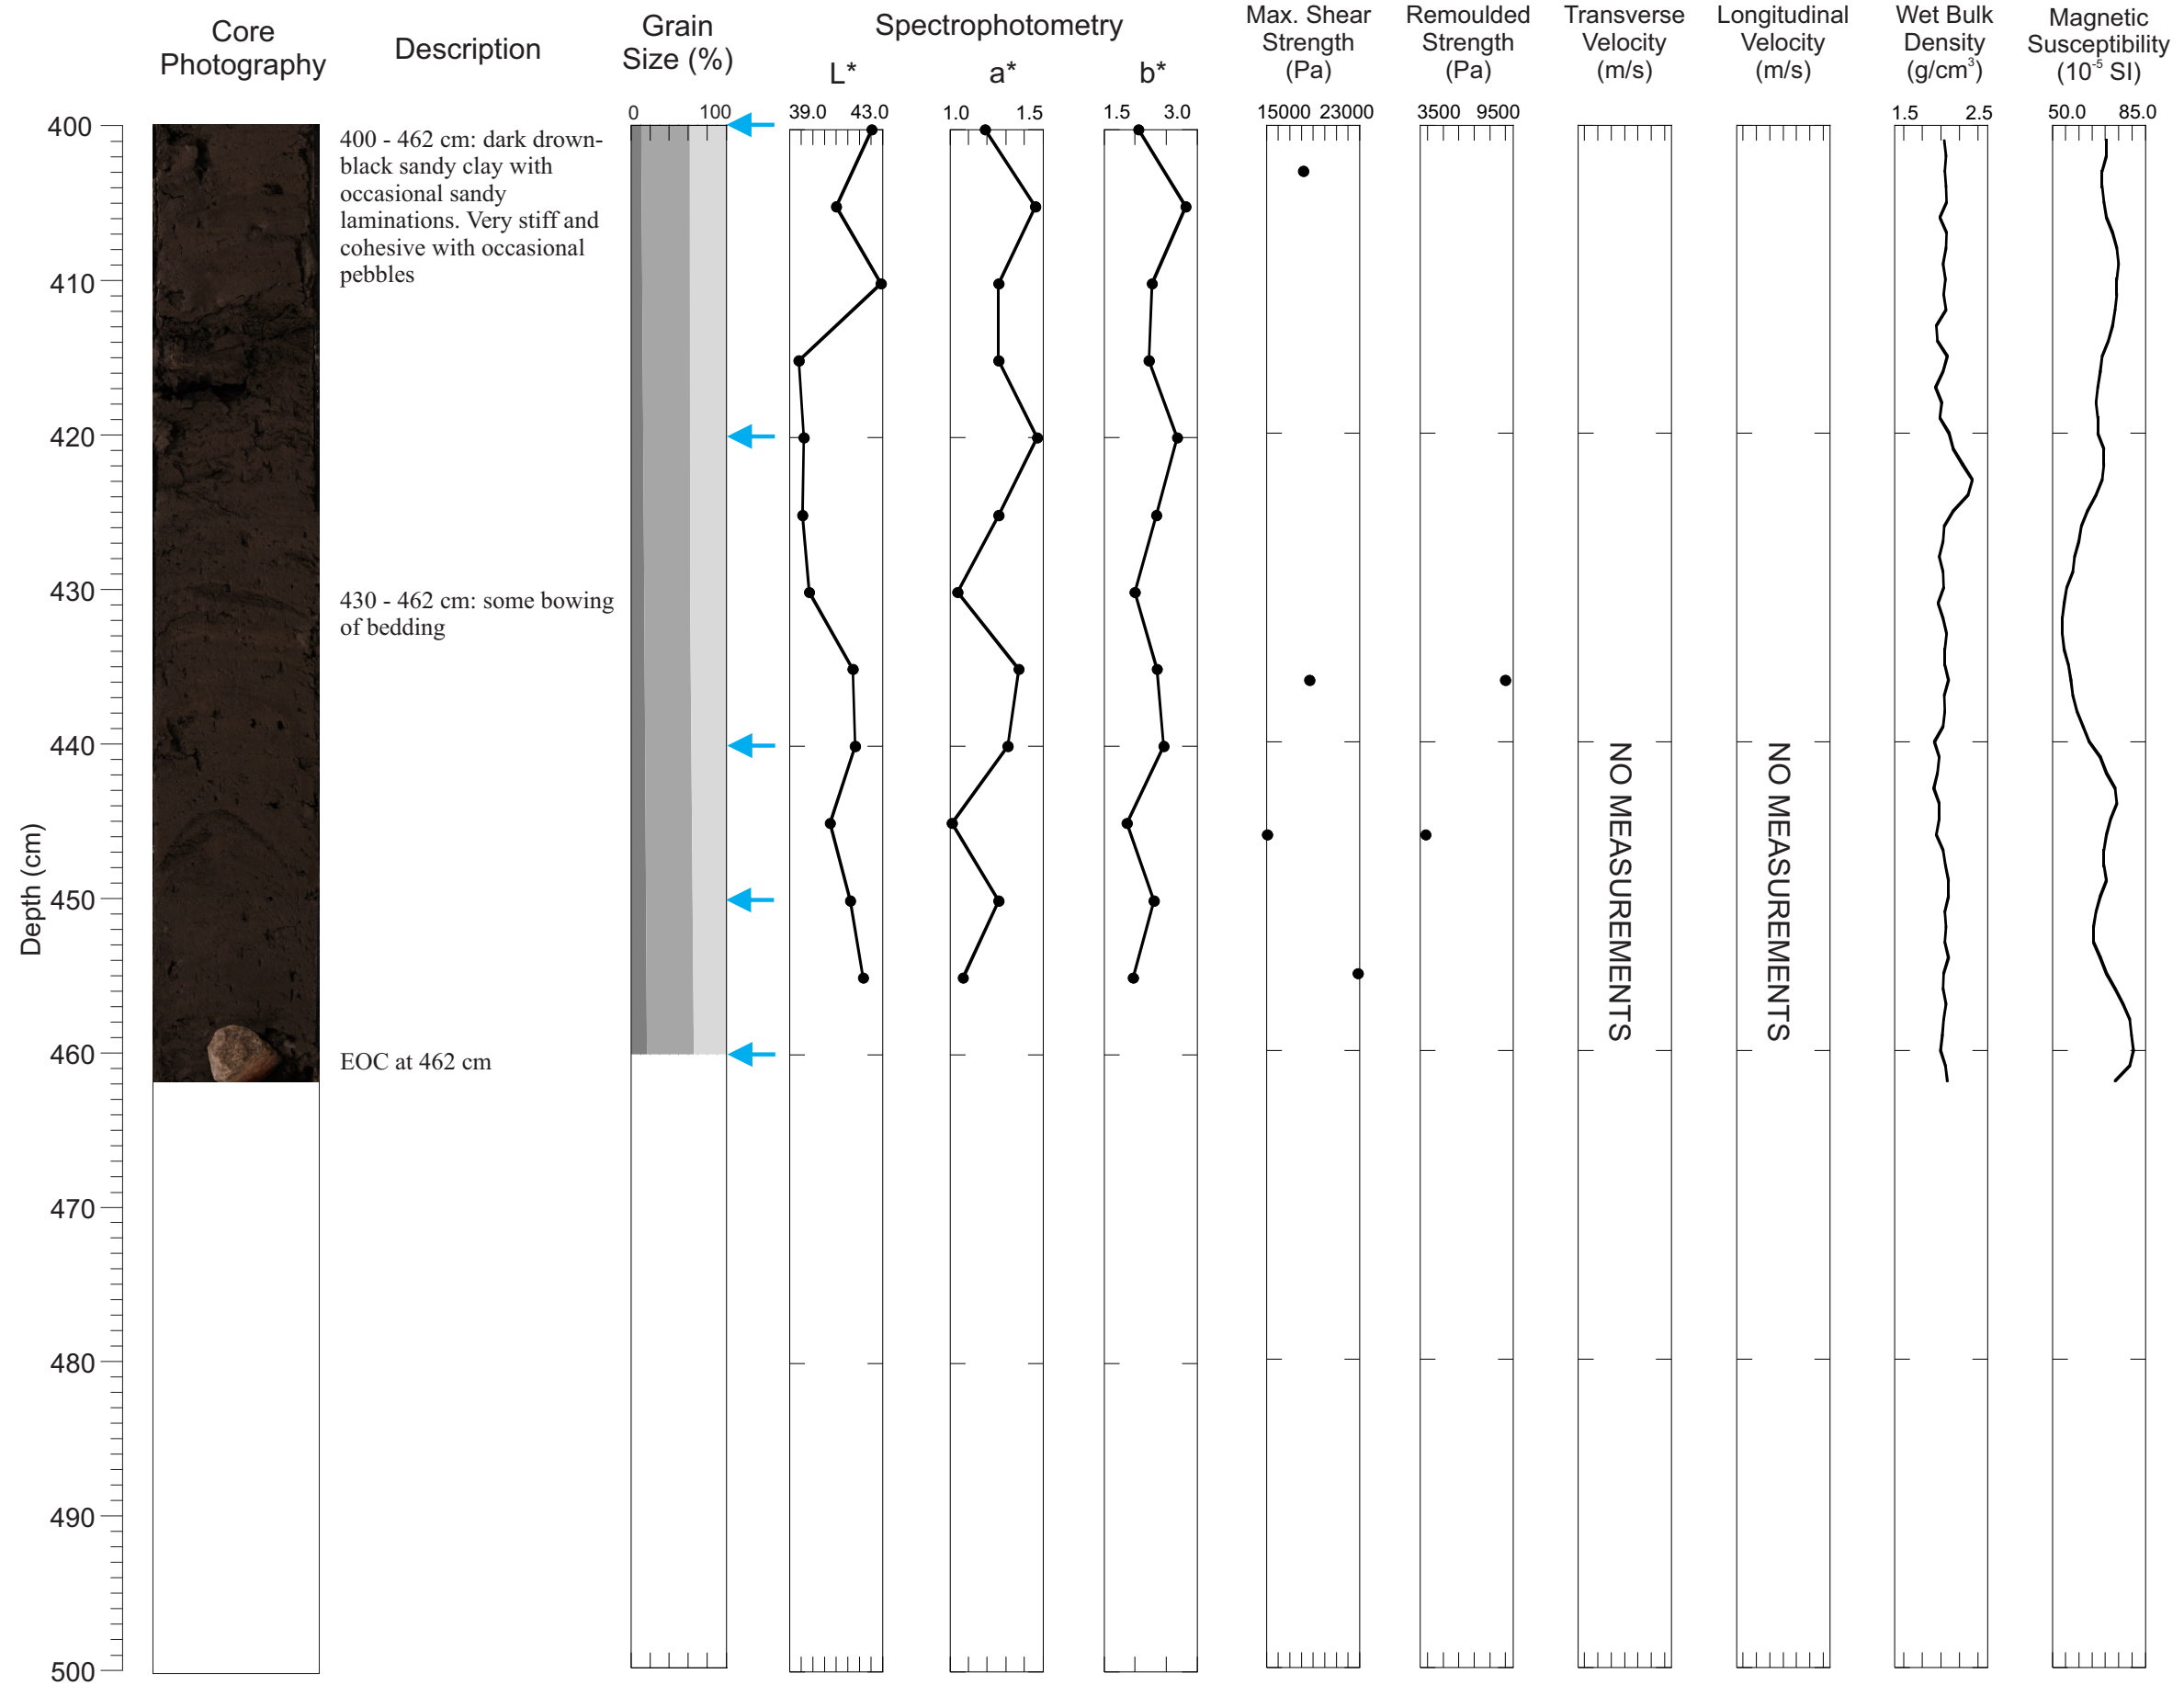 Core
Photography
Description
Grain
Size (%)
Spectrophotometry
L*
a*
b*
Max. Shear
Strength
(Pa)
Remoulded
Strength
(Pa)
Transverse
Velocity
(m/s)
Longitudinal
Velocity
(m/s)
Wet Bulk
Density
(g/cm³)
Magnetic
Susceptibility
(10⁻⁵ SI)
0 100
39.0 43.0
1.0 1.5
1.5 3.0
15000 23000
3500 9500
1.5 2.5
50.0 85.0
Depth (cm)
400
410
420
430
440
450
460
470
480
490
500
400 - 462 cm: dark drown-
black sandy clay with
occasional sandy
laminations. Very stiff and
cohesive with occasional
pebbles
430 - 462 cm: some bowing
of bedding
EOC at 462 cm
NO MEASUREMENTS
NO MEASUREMENTS